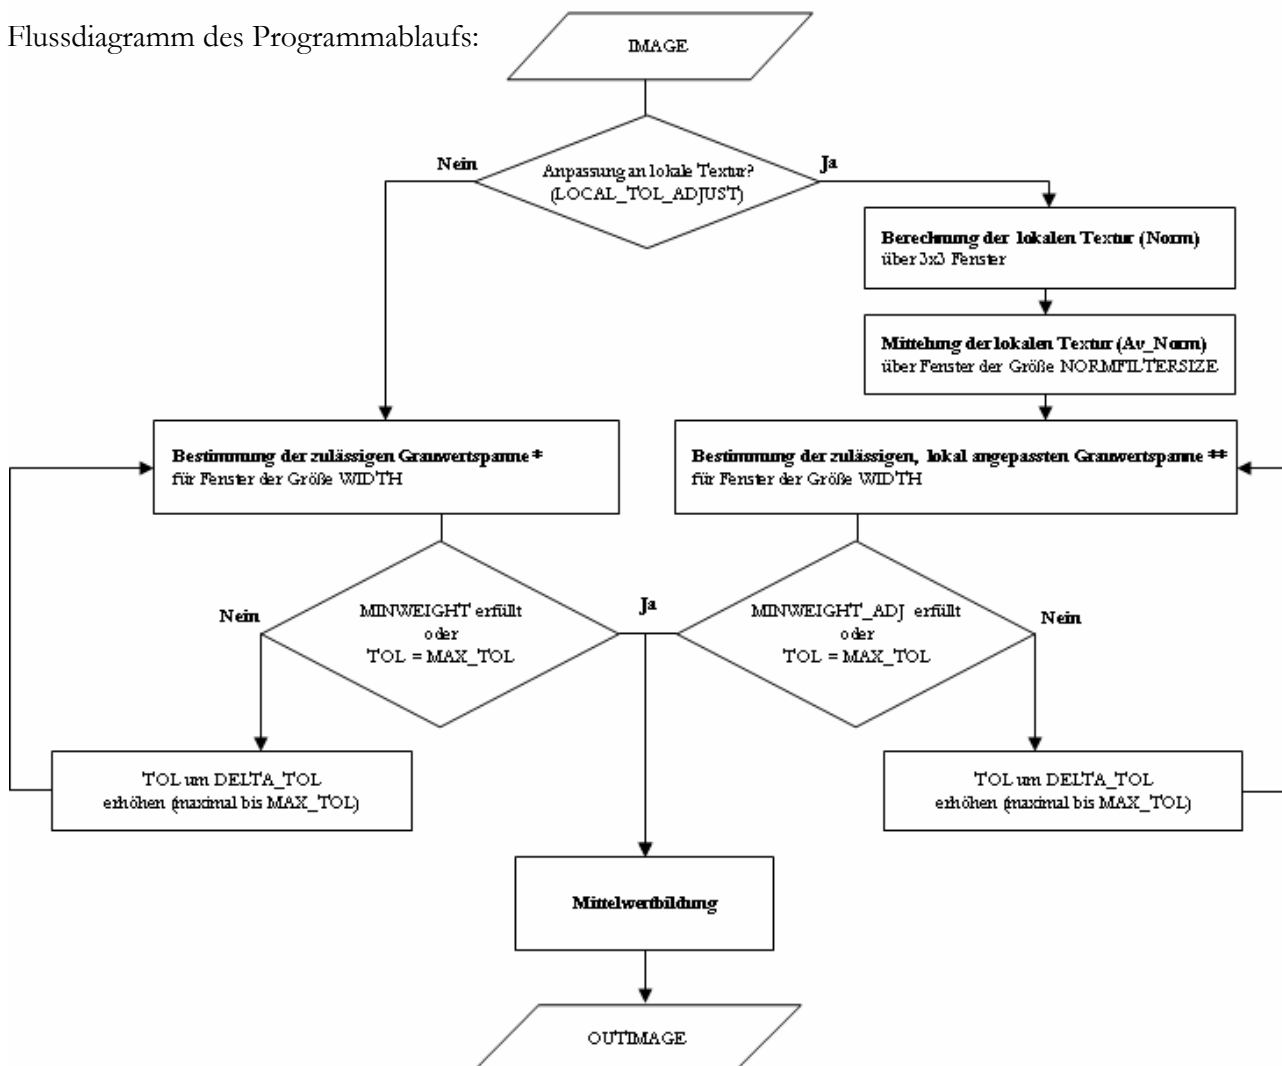 Flussdiagramm des Programmablaufs:
IMAGE
Nein
Anpassung an lokale Textur?
(LOCAL_TOL_ADJUST)
Ja
Berechnung der lokalen Textur (Norm)
über 3x3 Fenster
Mittelung der lokalen Textur (Av_Norm)
über Fenster der Größe NORMFILTERSIZE
Bestimmung der zulässigen Grauwertspanne *
für Fenster der Größe WIDTH
Bestimmung der zulässigen, lokal angepassten Grauwertspanne **
für Fenster der Größe WIDTH
Nein
MINWEIGHT erfüllt
oder
TOL = MAX_TOL
Ja
MINWEIGHT_ADJ erfüllt
oder
TOL = MAX_TOL
Nein
TOL um DELTA_TOL
erhöhen (maximal bis MAX_TOL)
TOL um DELTA_TOL
erhöhen (maximal bis MAX_TOL)
Mittelwertbildung
OUTIMAGE